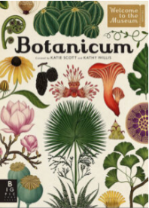 Welcome
to the
Museum
Botanicum
Curated by KATIE SCOTT and KATHY WILLIS